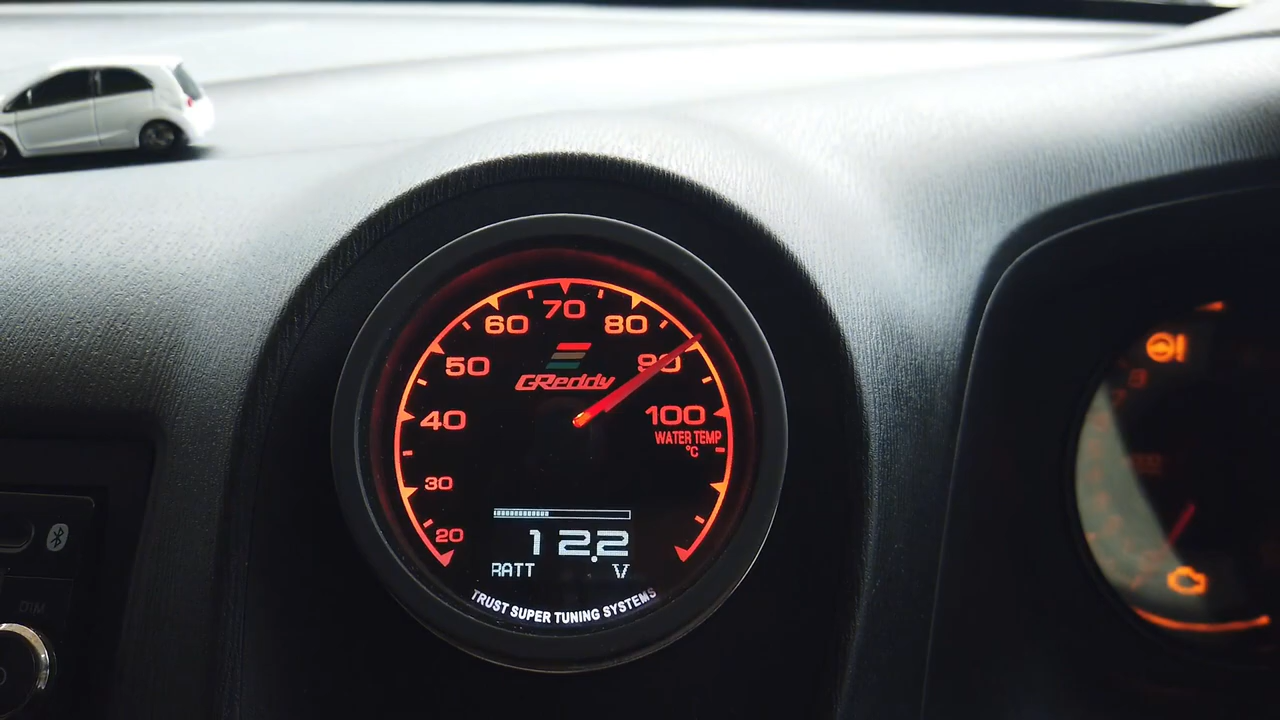 70
60
80
50
90
GReddy
40
100
WATER TEMP
°C
30
20
12.2
BATT V
TRUST SUPER TUNING SYSTEMS
DIM